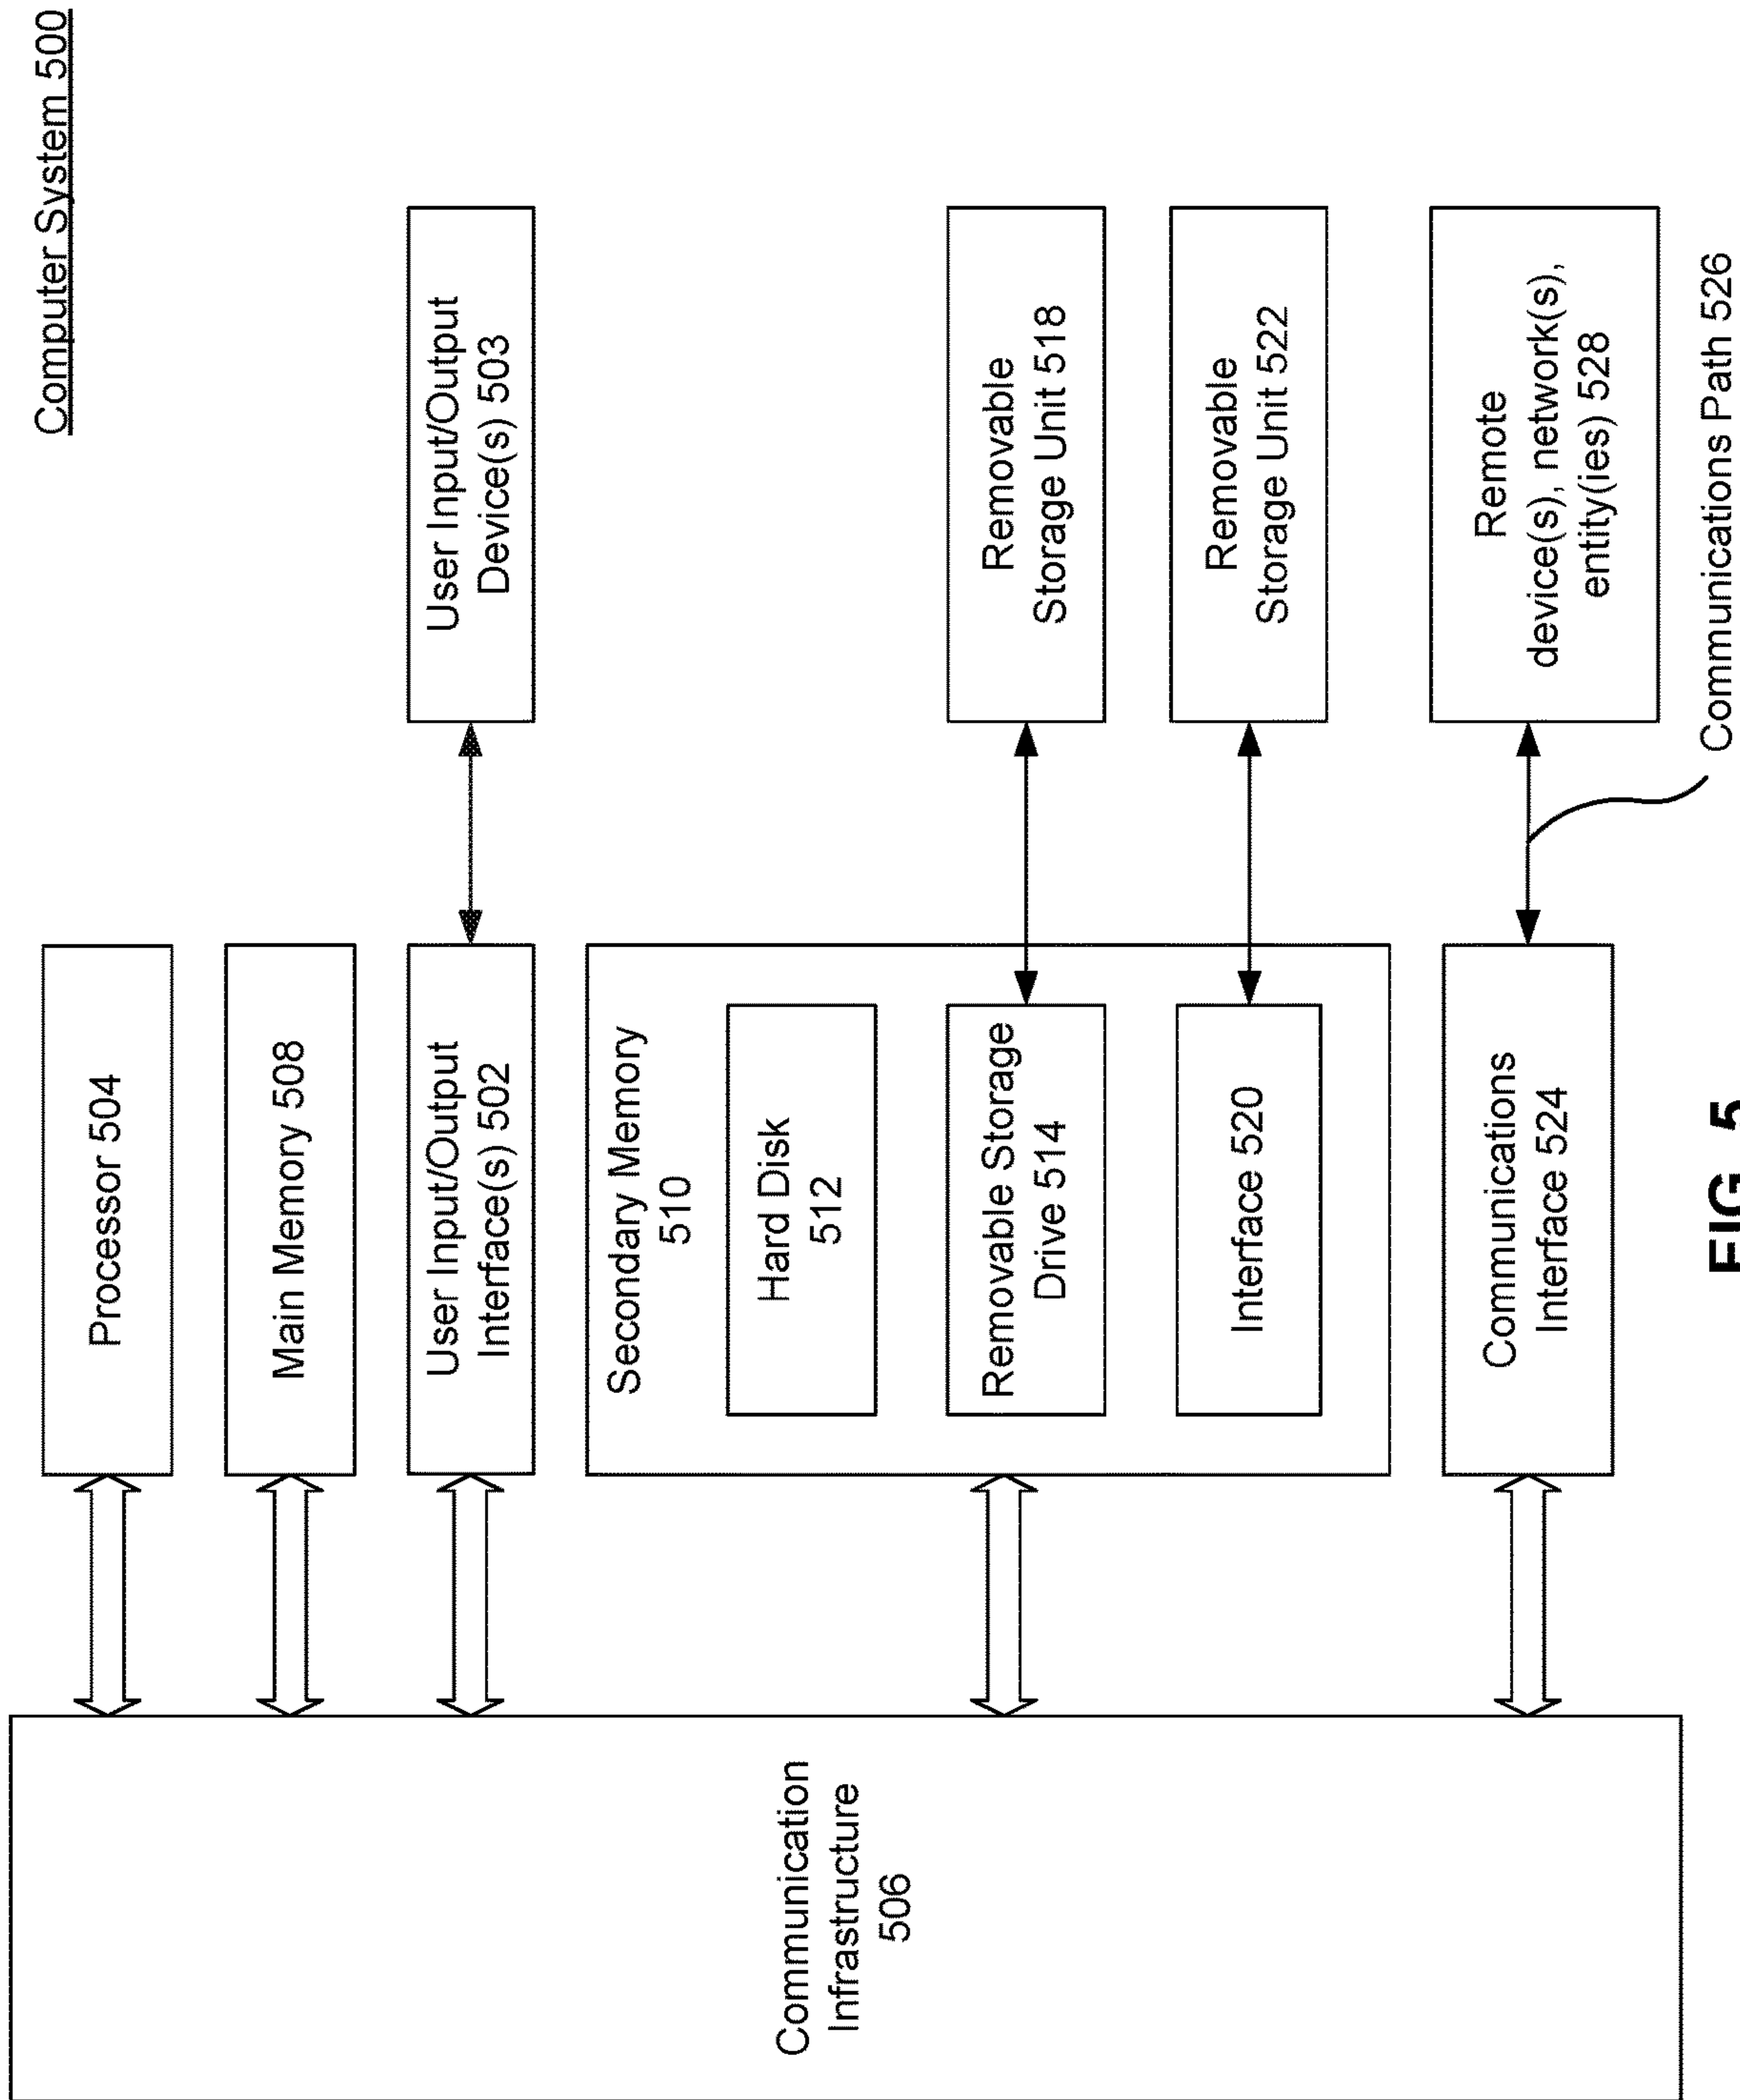 Computer System 500
Processor 504
Main Memory 508
User Input/Output
Interface(s) 502
User Input/Output
Device(s) 503
Secondary Memory
510
Hard Disk
512
Removable Storage
Drive 514
Removable
Storage Unit 518
Interface 520
Removable
Storage Unit 522
Communications
Interface 524
Remote
device(s), network(s),
entity(ies) 528
Communications Path 526
Communication
Infrastructure
506
FIG. 5